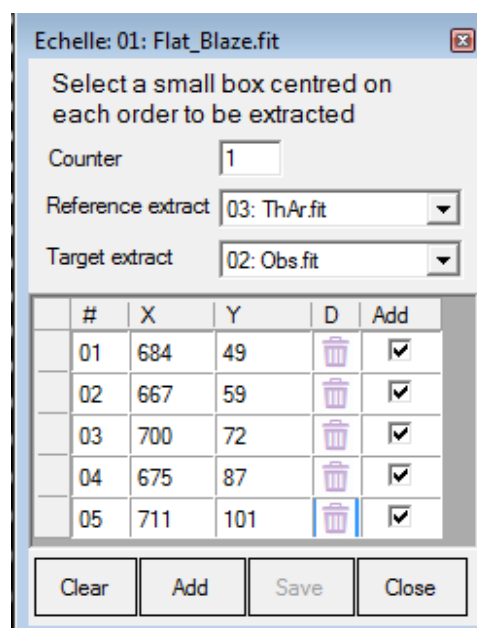 Echelle: 01: Flat_Blaze.fit
Select a small box centred on
each order to be extracted
Counter 1
Reference extract 03: ThAr.fit
Target extract 02: Obs.fit
# X Y D Add
01 684 49
02 667 59
03 700 72
04 675 87
05 711 101
Clear Add Save Close